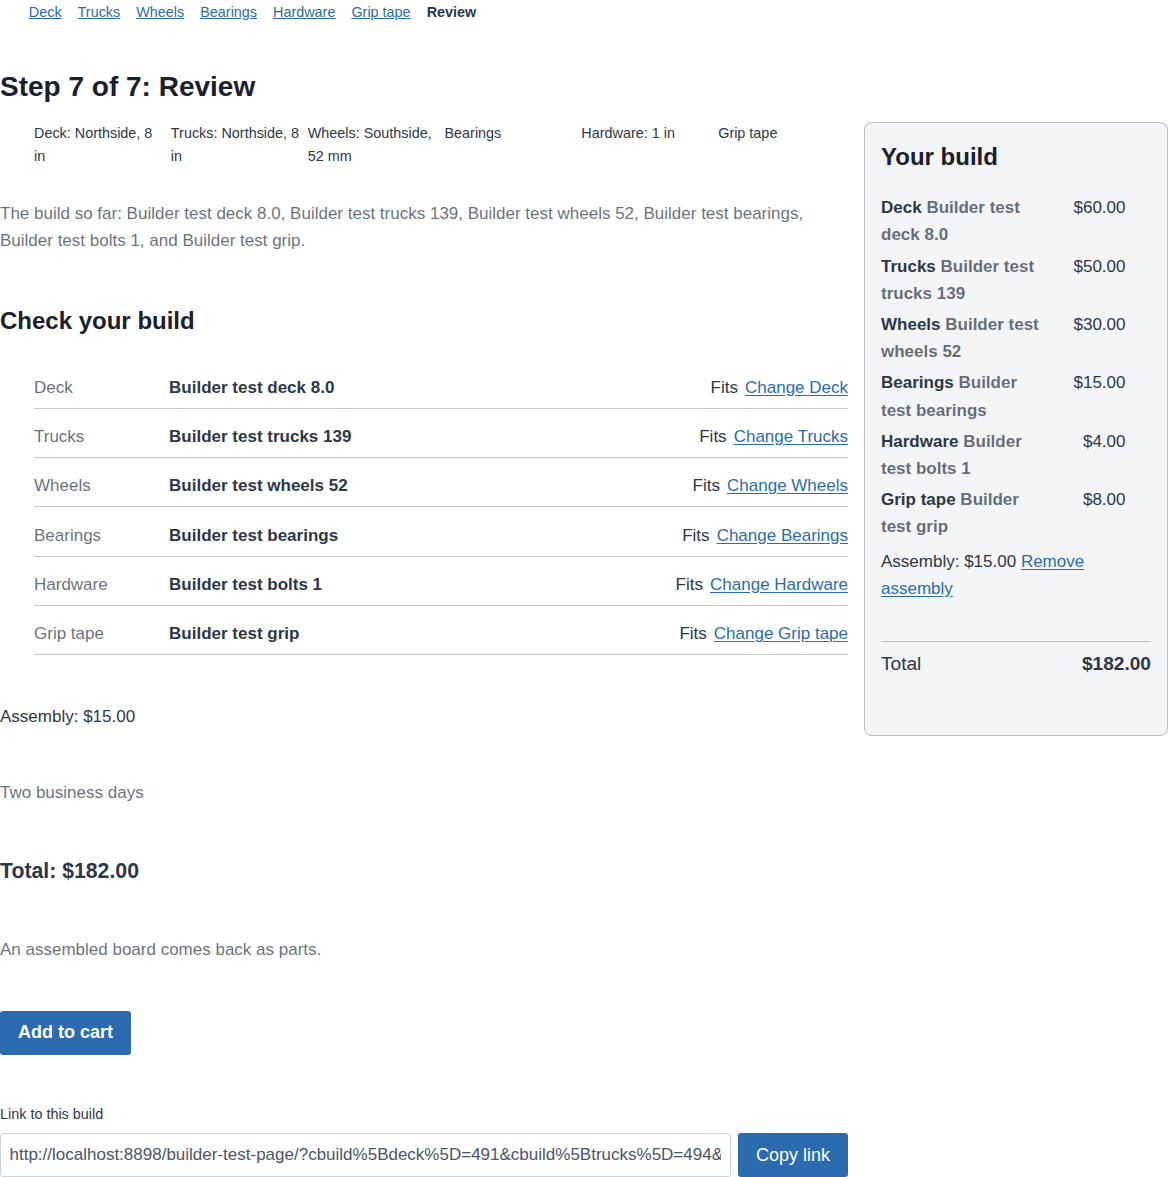 Deck Trucks Wheels Bearings Hardware Grip tape Review
Step 7 of 7: Review
Deck: Northside, 8 in
Trucks: Northside, 8 in
Wheels: Southside, 52 mm
Bearings
Hardware: 1 in
Grip tape
The build so far: Builder test deck 8.0, Builder test trucks 139, Builder test wheels 52, Builder test bearings,
Builder test bolts 1, and Builder test grip.
Check your build
Deck Builder test deck 8.0 Fits Change Deck
Trucks Builder test trucks 139 Fits Change Trucks
Wheels Builder test wheels 52 Fits Change Wheels
Bearings Builder test bearings Fits Change Bearings
Hardware Builder test bolts 1 Fits Change Hardware
Grip tape Builder test grip Fits Change Grip tape
Assembly: $15.00
Two business days
Total: $182.00
An assembled board comes back as parts.
Add to cart
Link to this build
http://localhost:8898/builder-test-page/?cbuild%5Bdeck%5D=491&cbuild%5Btrucks%5D=494& Copy link
Your build
Deck Builder test $60.00
deck 8.0
Trucks Builder test $50.00
trucks 139
Wheels Builder test $30.00
wheels 52
Bearings Builder $15.00
test bearings
Hardware Builder $4.00
test bolts 1
Grip tape Builder $8.00
test grip
Assembly: $15.00 Remove
assembly
Total $182.00